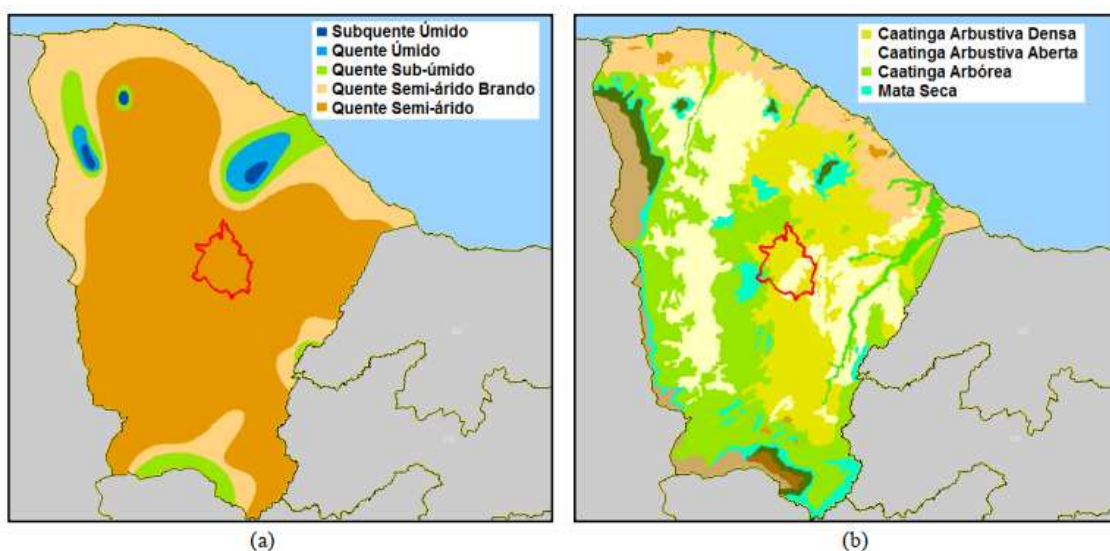 Subquente Úmido
Quente Úmido
Quente Sub-úmido
Quente Semi-árido Brando
Quente Semi-árido
Caatinga Arbustiva Densa
Caatinga Arbustiva Aberta
Caatinga Arbórea
Mata Seca
(a)
(b)